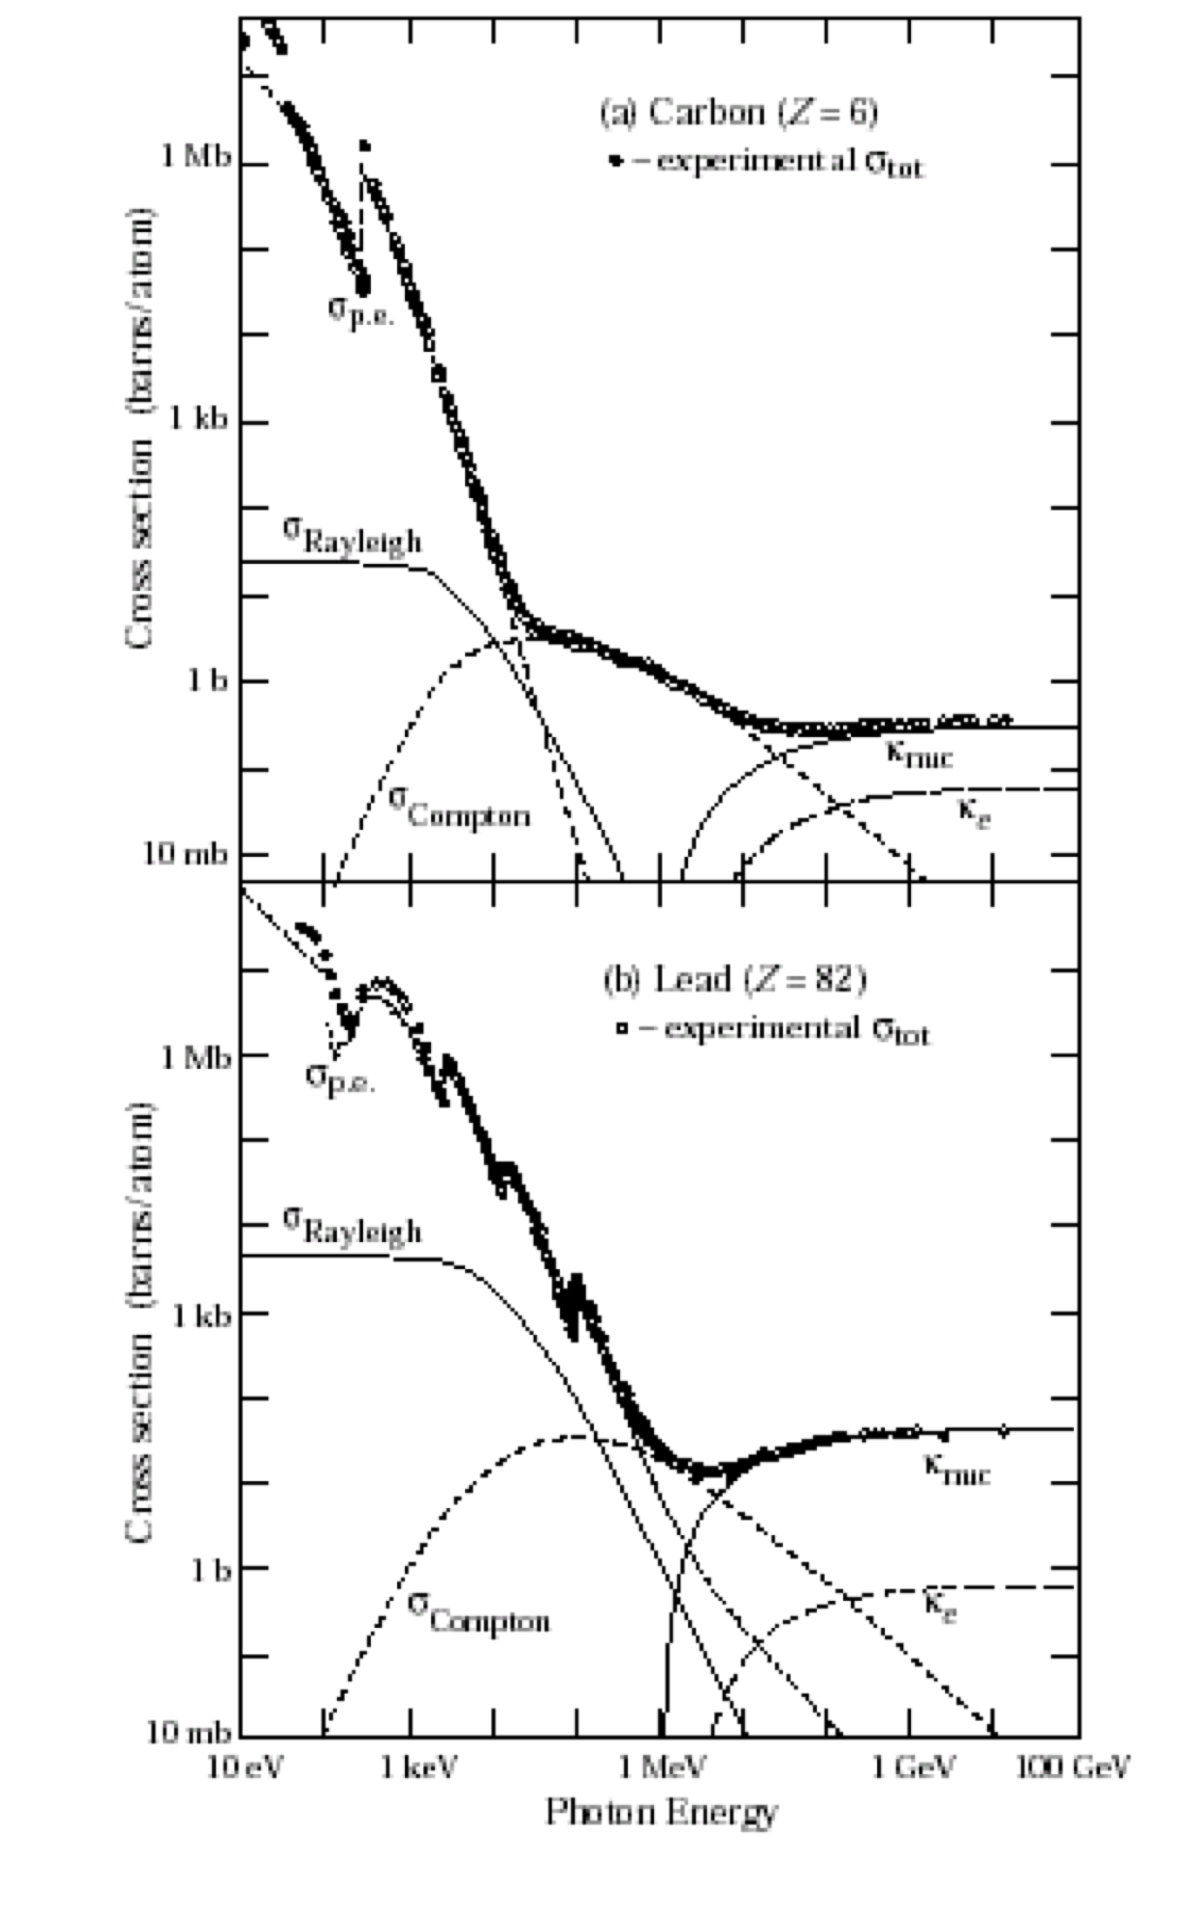 (a) Carbon (Z = 6)
• – experimental σtot
1 Mb
σp.e.
1 kb
σRayleigh
1 b
κnuc
σCompton
κe
10 mb
Cross section (barns/atom)
(b) Lead (Z = 82)
o – experimental σtot
1 Mb
σp.e.
σRayleigh
1 kb
κnuc
1 b
σCompton
κe
10 mb
Cross section (barns/atom)
10 eV 1 keV 1 MeV 1 GeV 100 GeV
Photon Energy